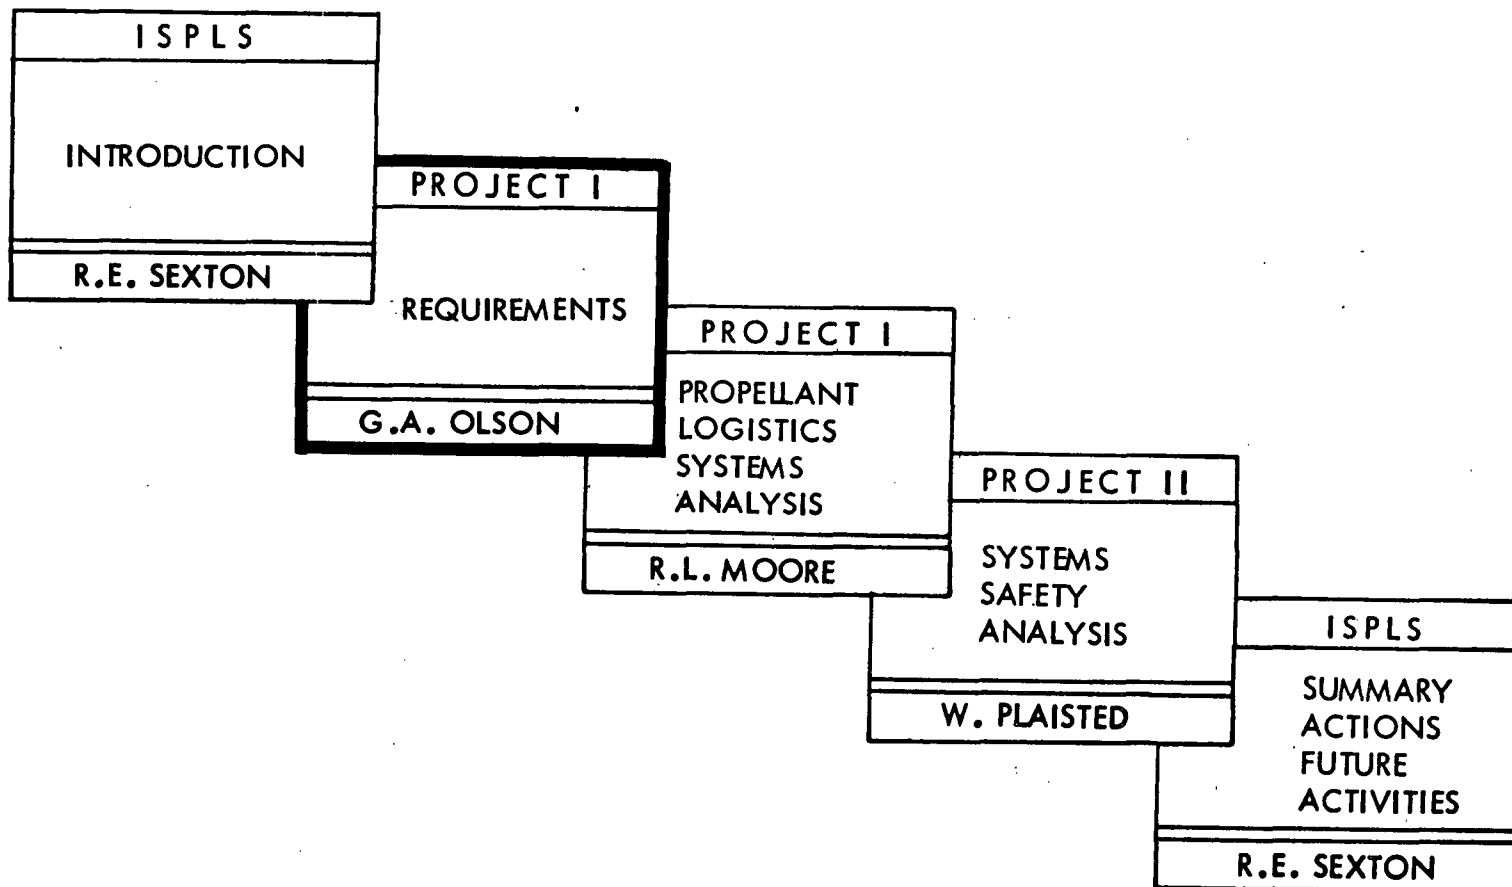 ISPLS
INTRODUCTION
R.E. SEXTON
PROJECT I
REQUIREMENTS
G.A. OLSON
PROJECT I
PROPELLANT
LOGISTICS
SYSTEMS
ANALYSIS
R.L. MOORE
PROJECT II
SYSTEMS
SAFETY
ANALYSIS
W. PLAISTED
ISPLS
SUMMARY
ACTIONS
FUTURE
ACTIVITIES
R.E. SEXTON